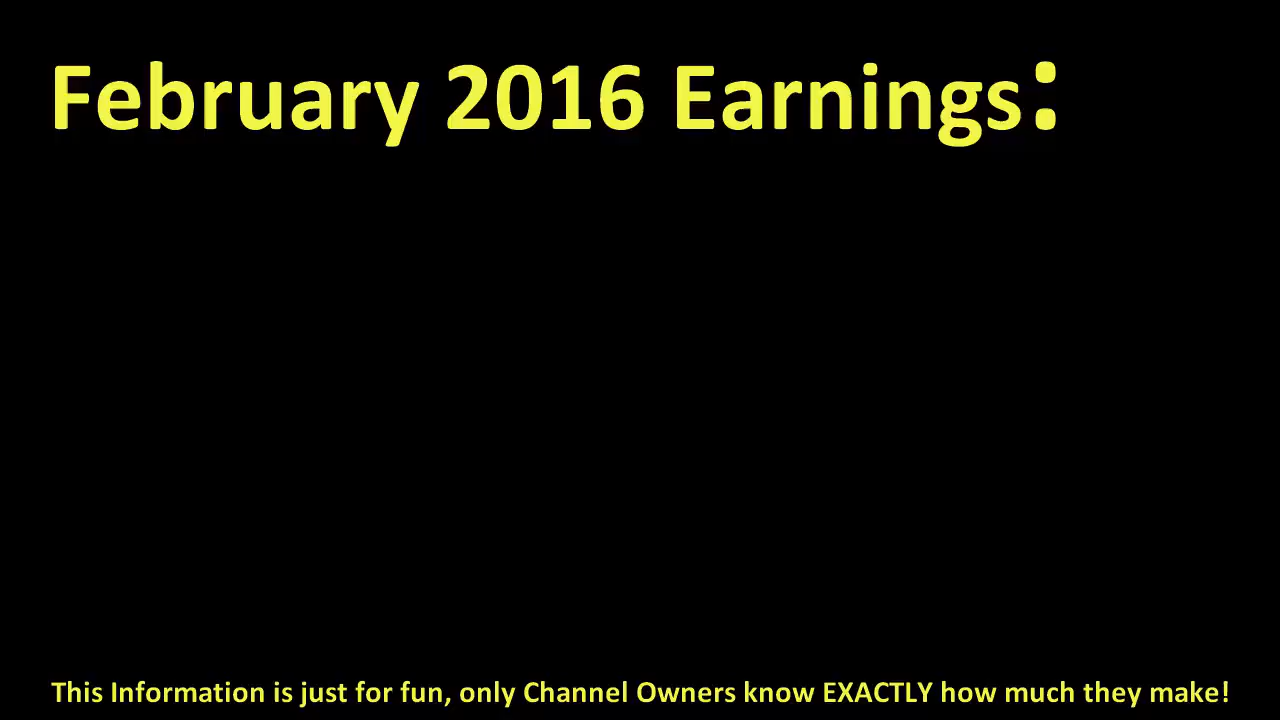 February 2016 Earnings:
This Information is just for fun, only Channel Owners know EXACTLY how much they make!